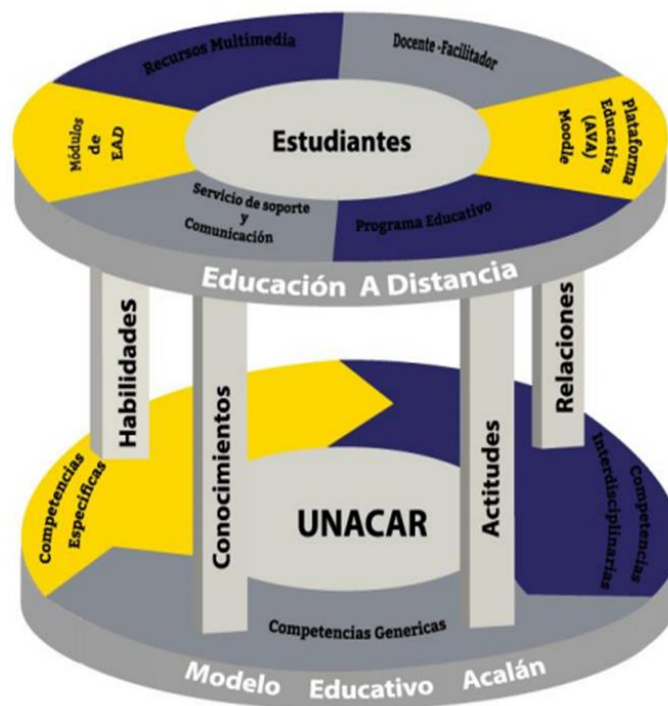 Recursos Multimedia
Docente -Facilitador
Módulos
de
EAD
Estudiantes
Plataforma
Educativa
(AVA)
Moodle
Servicio de soporte
y
Comunicación
Programa Educativo
Educación A Distancia
Habilidades
Conocimientos
Actitudes
Relaciones
Competencias
Específicas
UNACAR
Competencias
Interdisciplinarias
Competencias Genericas
Modelo Educativo Acalán